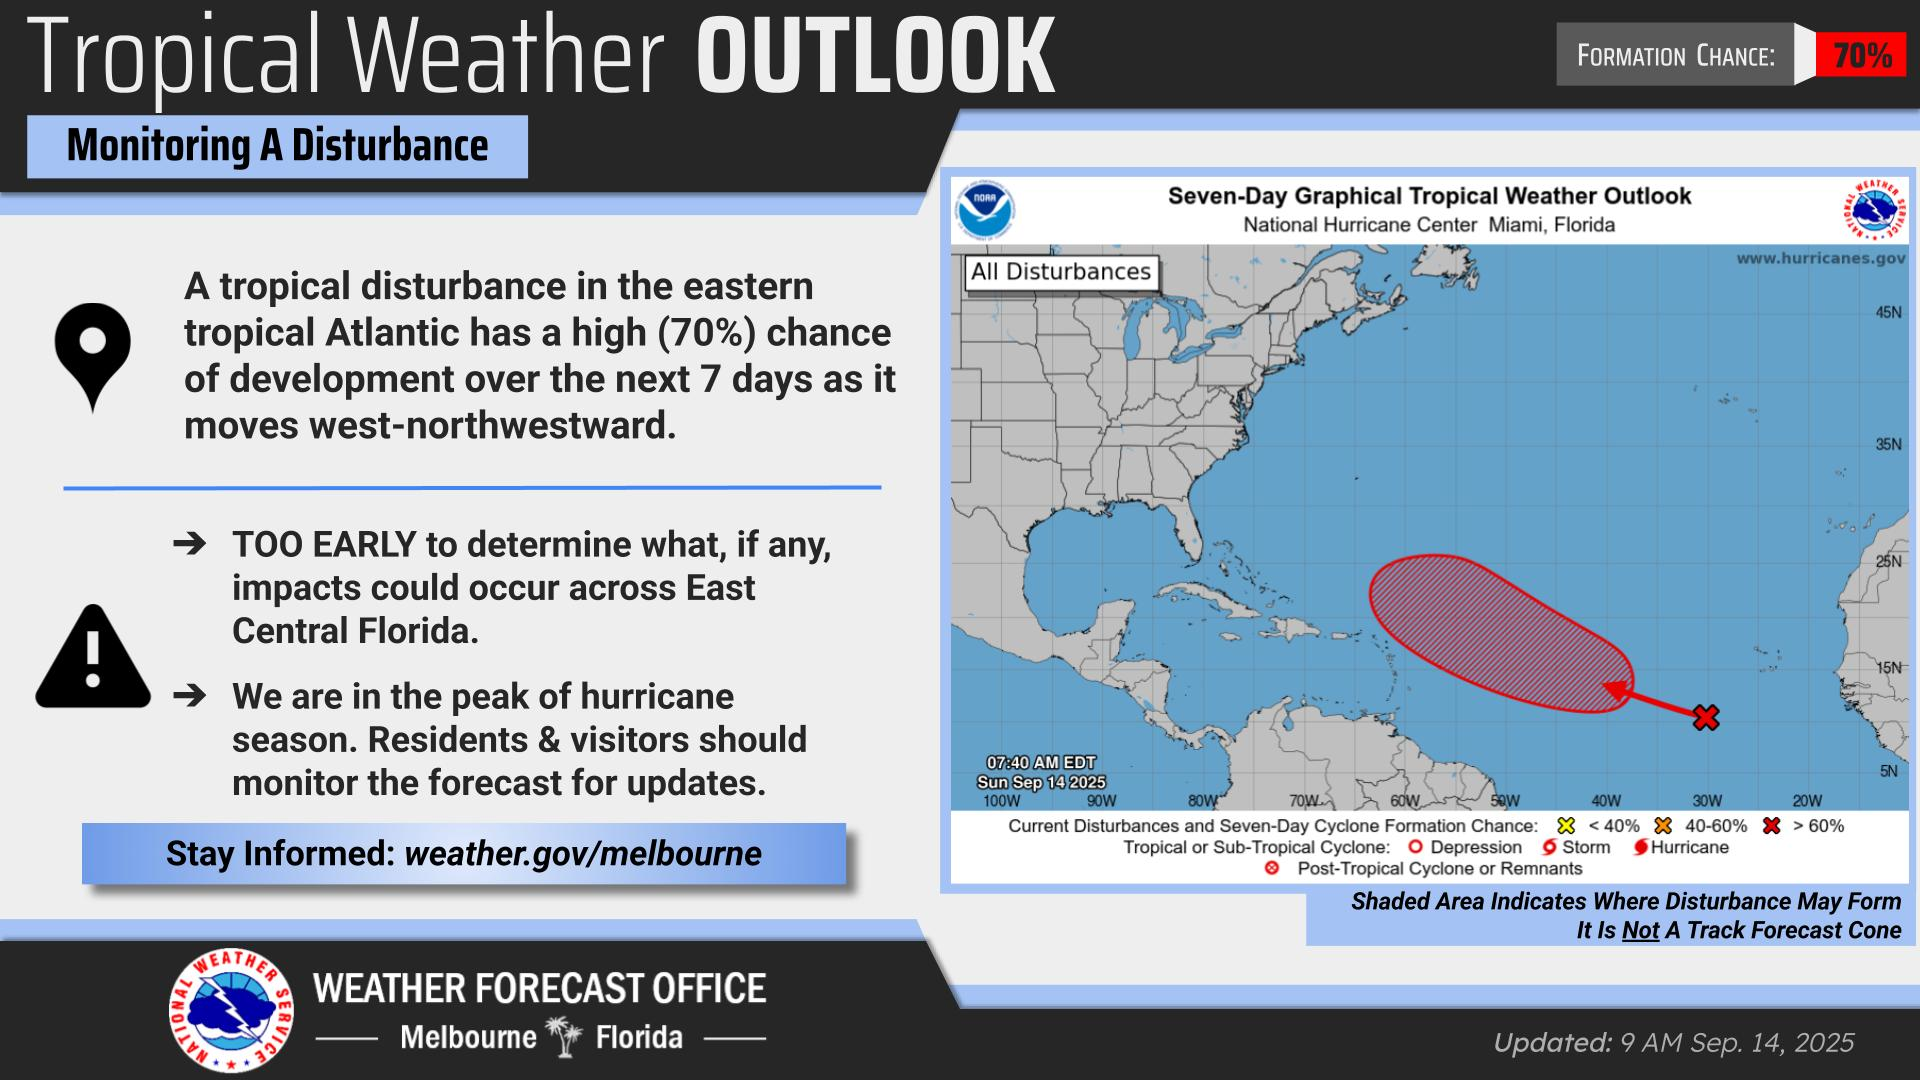 Tropical Weather OUTLOOK
FORMATION CHANCE: 70%
Monitoring A Disturbance
A tropical disturbance in the eastern
tropical Atlantic has a high (70%) chance
of development over the next 7 days as it
moves west-northwestward.
➔ TOO EARLY to determine what, if any,
impacts could occur across East
Central Florida.
➔ We are in the peak of hurricane
season. Residents & visitors should
monitor the forecast for updates.
Stay Informed: weather.gov/melbourne
NOAA
Seven-Day Graphical Tropical Weather Outlook
National Hurricane Center Miami, Florida
NATIONAL WEATHER SERVICE
All Disturbances
www.hurricanes.gov
45N
35N
25N
15N
5N
07:40 AM EDT
Sun Sep 14 2025
100W 90W 80W 70W 60W 50W 40W 30W 20W
Current Disturbances and Seven-Day Cyclone Formation Chance: < 40% 40-60% > 60%
Tropical or Sub-Tropical Cyclone: Depression Storm Hurricane
Post-Tropical Cyclone or Remnants
Shaded Area Indicates Where Disturbance May Form
It Is Not A Track Forecast Cone
NATIONAL WEATHER SERVICE
WEATHER FORECAST OFFICE
Melbourne Florida
Updated: 9 AM Sep. 14, 2025